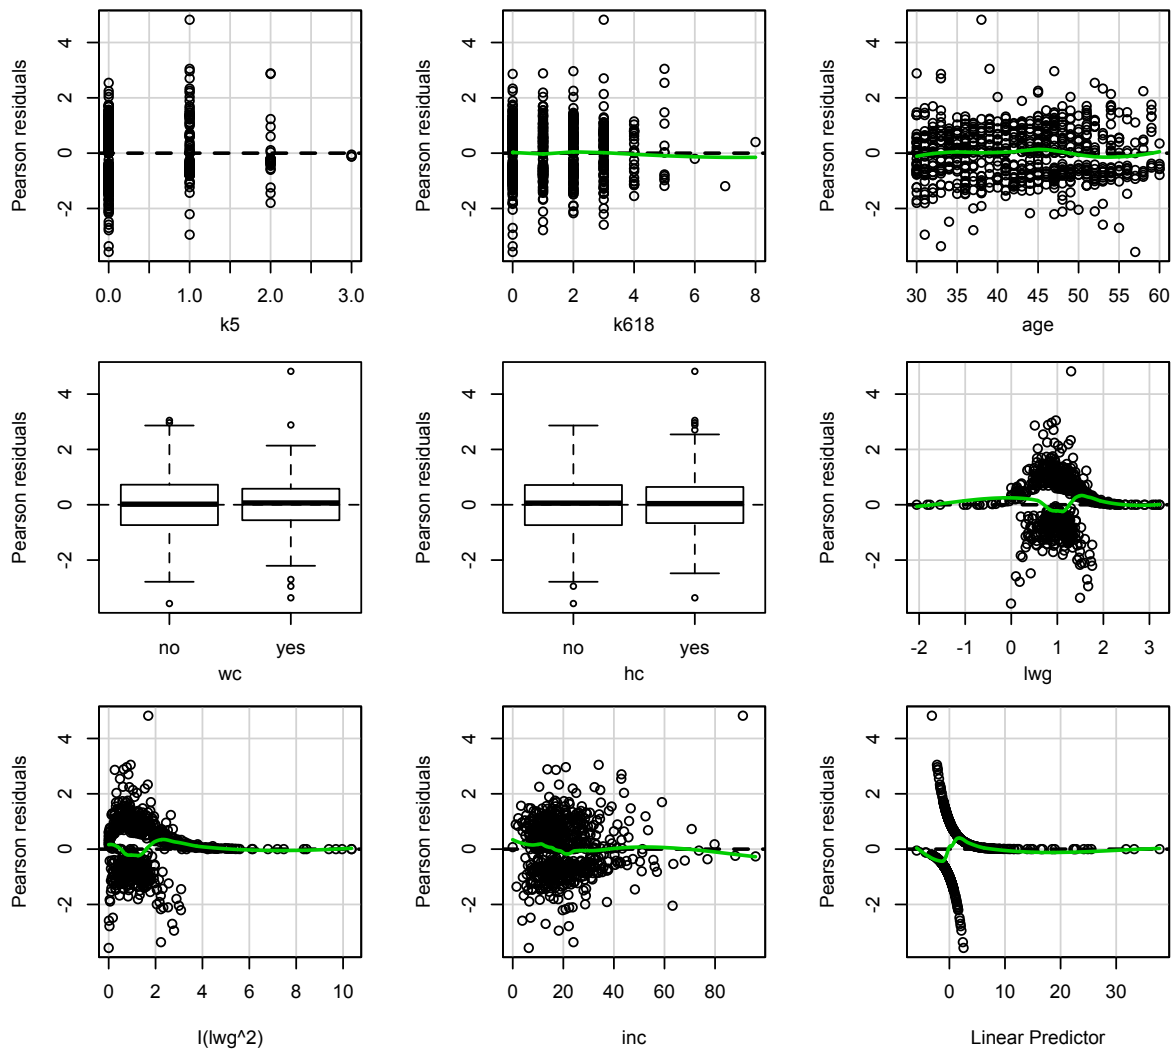 Pearson residuals
4
2
0
-2
0.0 1.0 2.0 3.0
k5
Pearson residuals
4
2
0
-2
0 2 4 6 8
k618
Pearson residuals
4
2
0
-2
30 35 40 45 50 55 60
age
Pearson residuals
4
2
0
-2
no yes
wc
Pearson residuals
4
2
0
-2
no yes
hc
Pearson residuals
4
2
0
-2
-2 -1 0 1 2 3
lwg
Pearson residuals
4
2
0
-2
0 2 4 6 8 10
I(lwg^2)
Pearson residuals
4
2
0
-2
0 20 40 60 80
inc
Pearson residuals
4
2
0
-2
0 10 20 30
Linear Predictor